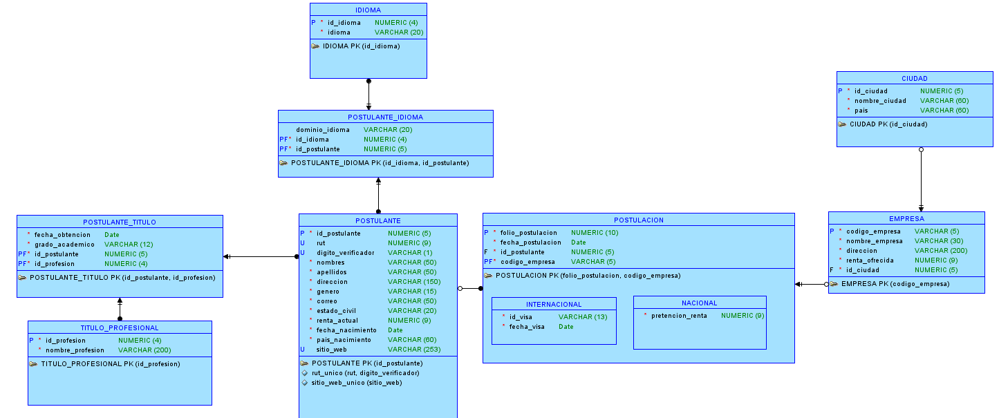 IDIOMA
P * id_idioma NUMERIC (4)
* idioma VARCHAR (20)
IDIOMA PK (id_idioma)
POSTULANTE_IDIOMA
dominio_idioma VARCHAR (20)
PF* id_idioma NUMERIC (4)
PF* id_postulante NUMERIC (5)
POSTULANTE_IDIOMA PK (id_idioma, id_postulante)
CIUDAD
P * id_ciudad NUMERIC (5)
* nombre_ciudad VARCHAR (60)
* pais VARCHAR (60)
CIUDAD PK (id_ciudad)
POSTULANTE_TITULO
* fecha_obtencion Date
* grado_academico VARCHAR (12)
PF* id_postulante NUMERIC (5)
PF* id_profesion NUMERIC (4)
POSTULANTE_TITULO PK (id_postulante, id_profesion)
TITULO_PROFESIONAL
P * id_profesion NUMERIC (4)
* nombre_profesion VARCHAR (200)
TITULO_PROFESIONAL PK (id_profesion)
POSTULANTE
P * id_postulante NUMERIC (5)
U rut NUMERIC (9)
U digito_verificador VARCHAR (1)
* nombres VARCHAR (50)
* apellidos VARCHAR (50)
* direccion VARCHAR (150)
* genero VARCHAR (15)
* correo VARCHAR (50)
* estado_civil VARCHAR (20)
* renta_actual NUMERIC (9)
* fecha_nacimiento Date
* pais_nacimiento VARCHAR (60)
U sitio_web VARCHAR (253)
POSTULANTE PK (id_postulante)
rut_unico (rut, digito_verificador)
sitio_web_unico (sitio_web)
POSTULACION
P * folio_postulacion NUMERIC (10)
* fecha_postulacion Date
F * id_postulante NUMERIC (5)
PF* codigo_empresa VARCHAR (5)
POSTULACION PK (folio_postulacion, codigo_empresa)
INTERNACIONAL
* id_visa VARCHAR (13)
* fecha_visa Date
NACIONAL
* pretencion_renta NUMERIC (9)
EMPRESA
P * codigo_empresa VARCHAR (5)
* nombre_empresa VARCHAR (30)
* direccion VARCHAR (200)
* renta_ofrecida NUMERIC (9)
F * id_ciudad NUMERIC (5)
EMPRESA PK (codigo_empresa)